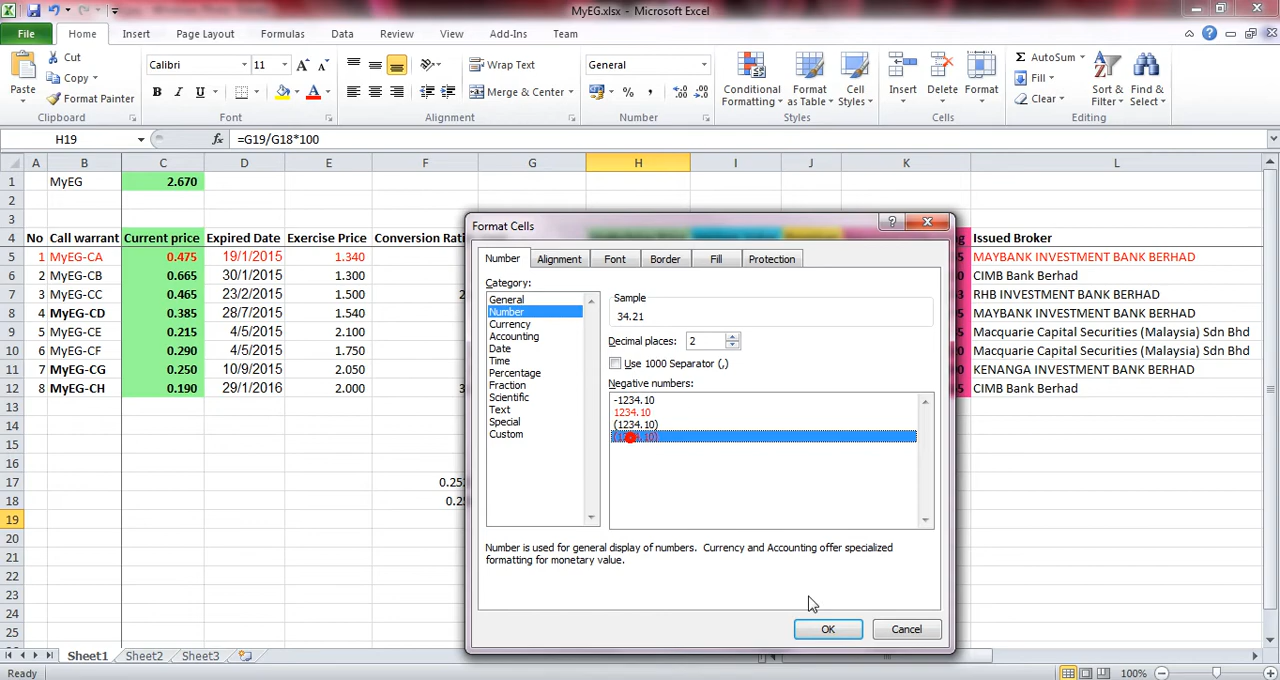 MyEG.xlsx - Microsoft Excel
File Home Insert Page Layout Formulas Data Review View Add-Ins Team
Paste Cut Copy Format Painter Clipboard
Calibri 11 A A B I U A Font
Wrap Text Merge & Center Alignment
General % , .00 Number
Conditional Formatting Format as Table Cell Styles Styles
Insert Delete Format Cells
Σ AutoSum Fill Clear Sort & Filter Find & Select Editing
H19 fx =G19/G18*100
A B C D E F G H I J K L
1 MyEG 2.670
2
3
4 No Call warrant Current price Expired Date Exercise Price Conversion Rati Issued Broker
5 1 MyEG-CA 0.475 19/1/2015 1.340 MAYBANK INVESTMENT BANK BERHAD
6 2 MyEG-CB 0.665 30/1/2015 1.000 CIMB Bank Berhad
7 3 MyEG-CC 0.465 23/2/2015 1.500 RHB INVESTMENT BANK BERHAD
8 4 MyEG-CD 0.385 28/7/2015 1.540 MAYBANK INVESTMENT BANK BERHAD
9 5 MyEG-CE 0.215 4/5/2015 2.100 Macquarie Capital Securities (Malaysia) Sdn Bhd
10 6 MyEG-CF 0.290 4/5/2015 1.750 Macquarie Capital Securities (Malaysia) Sdn Bhd
11 7 MyEG-CG 0.250 10/9/2015 2.060 KENANGA INVESTMENT BANK BERHAD
12 8 MyEG-CH 0.190 29/1/2016 2.000 CIMB Bank Berhad
13
14
15
16
17
18
19
20
21
22
23
24
25
Format Cells
Number Alignment Font Border Fill Protection
Category:
General
Number
Currency
Accounting
Date
Time
Percentage
Fraction
Scientific
Text
Special
Custom
Sample
34.21
Decimal places: 2
Use 1000 Separator (,)
Negative numbers:
-1234.10
1234.10
(1234.10)
Number is used for general display of numbers. Currency and Accounting offer specialized
formatting for monetary value.
OK Cancel
Sheet1 Sheet2 Sheet3
Ready 100%